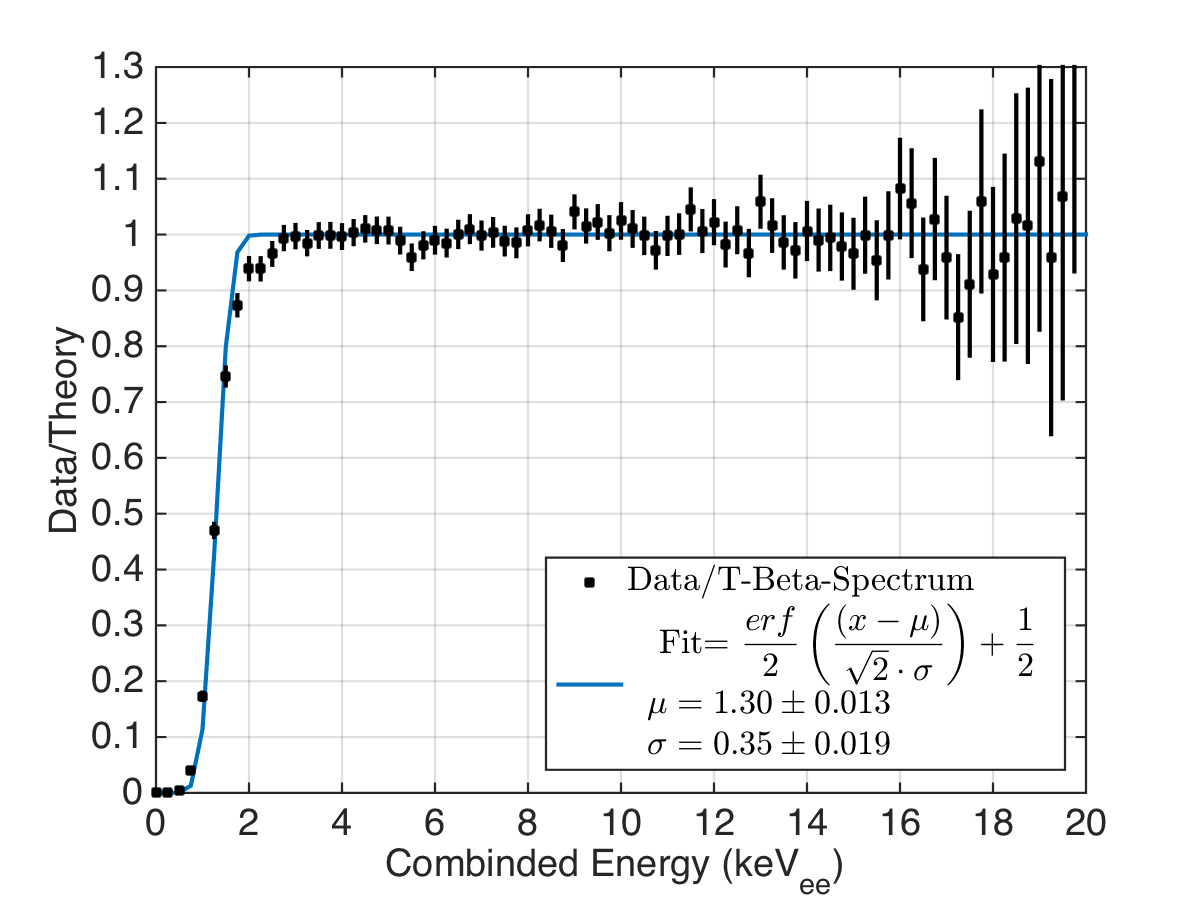 1.3
1.2
1.1
1
0.9
0.8
0.7
0.6
0.5
0.4
0.3
0.2
0.1
0
Data/Theory
Data/T-Beta-Spectrum
Fit= erf/2 ((x − μ)/(√2 · σ)) + 1/2
μ = 1.30 ± 0.013
σ = 0.35 ± 0.019
0 2 4 6 8 10 12 14 16 18 20
Combinded Energy (keV_ee)